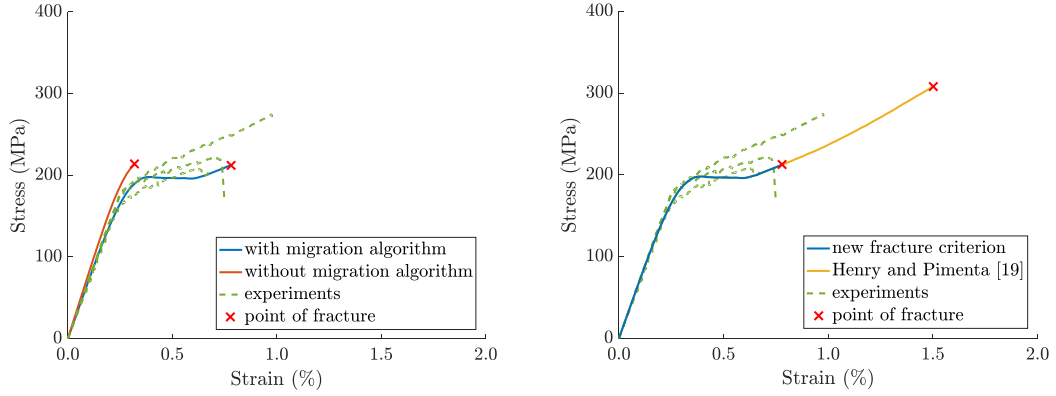 400
300
200
100
0
Stress (MPa)
0.0
0.5
1.0
1.5
2.0
Strain (%)
with migration algorithm
without migration algorithm
experiments
point of fracture
400
300
200
100
0
Stress (MPa)
0.0
0.5
1.0
1.5
2.0
Strain (%)
new fracture criterion
Henry and Pimenta [19]
experiments
point of fracture